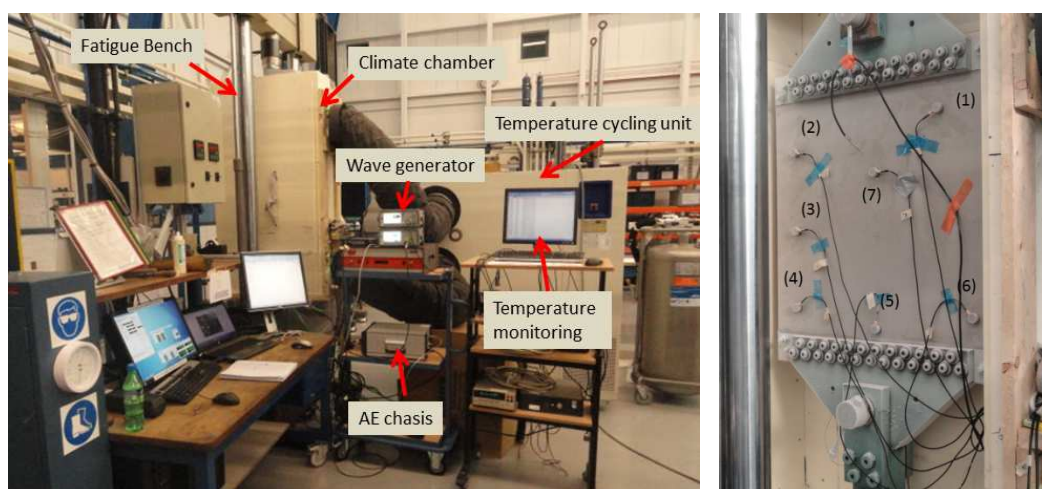 Fatigue Bench
Climate chamber
Temperature cycling unit
Wave generator
Temperature
monitoring
AE chasis
(1)
(2)
(7)
(3)
(4)
(5)
(6)